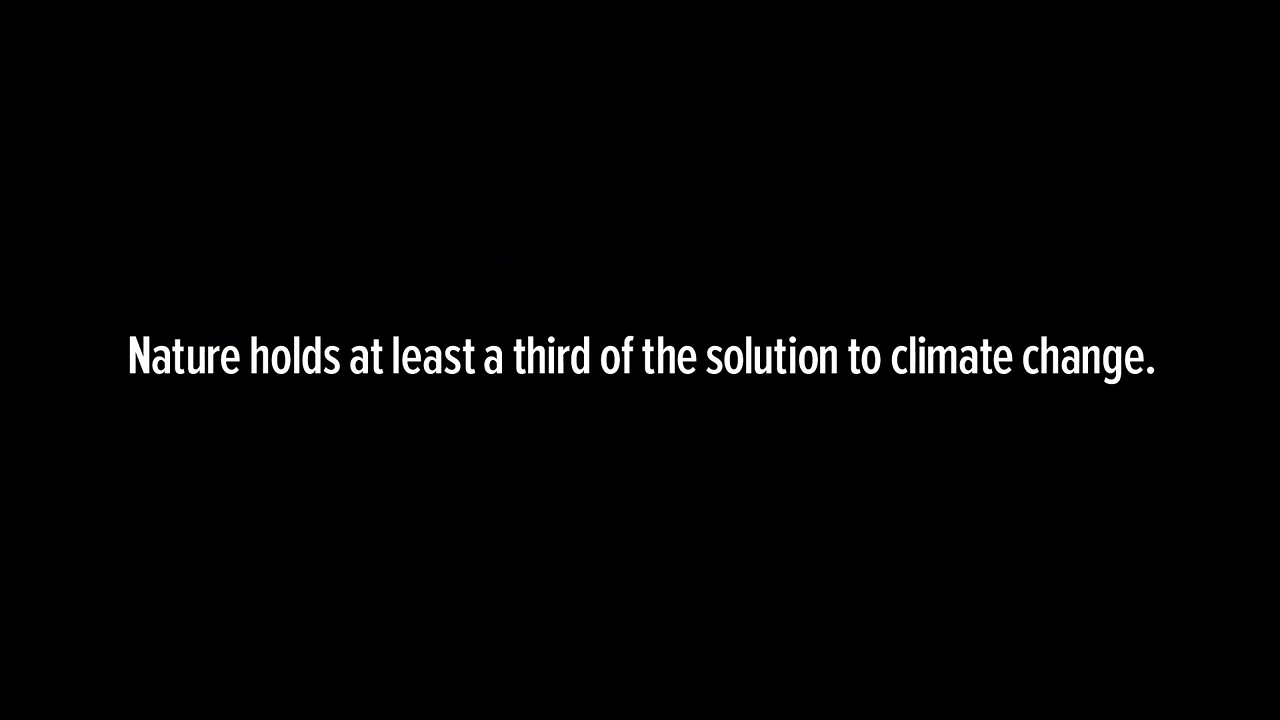 Nature holds at least a third of the solution to climate change.